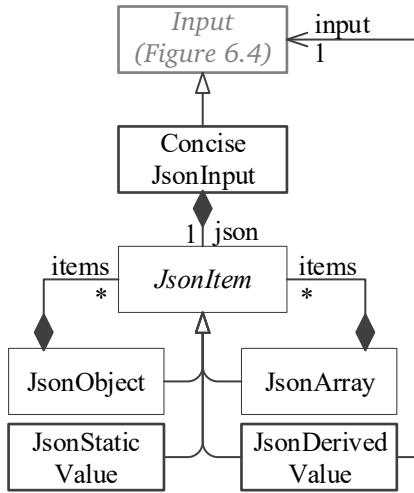 Input
(Figure 6.4)
input
1
Concise
JsonInput
1 json
items
*
JsonItem
items
*
JsonObject
JsonArray
JsonStatic
Value
JsonDerived
Value